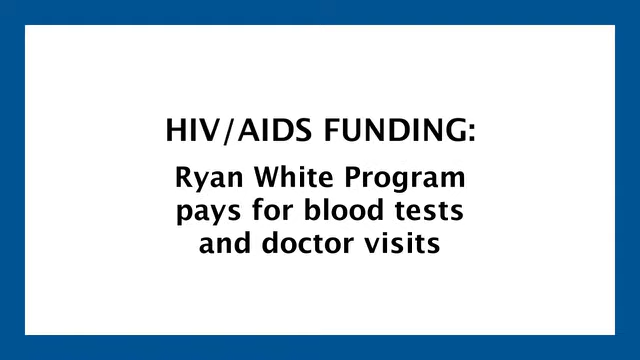 HIV/AIDS FUNDING:
Ryan White Program
pays for blood tests
and doctor visits